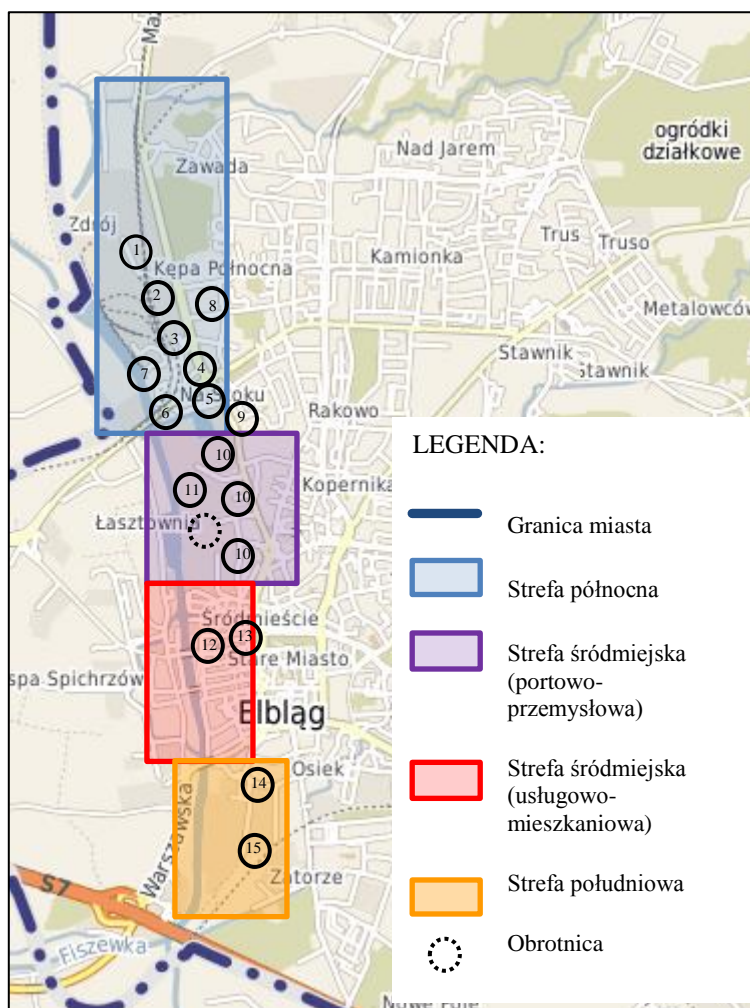 Ma
Zawada
Nad Jarem
ogródki
działkowe
Zdrój
1
Kępa Północna
Kamionka
Trus
Truso
2
8
Metalowców
3
Stawnik
Stawnik
7
4
5
6
9
Rakowo
10
Kopernika
11
10
Łasztownia
10
Śródmieście
12
13
Stare Miasto
spa Spichrzów
Elbląg
Osiek
14
Warszawska
15
Zatorze
S7
Fiszewka
Nowe Pole
LEGENDA:
Granica miasta
Strefa północna
Strefa śródmiejska
(portowo-
przemysłowa)
Strefa śródmiejska
(usługowo-
mieszkaniowa)
Strefa południowa
Obrotnica